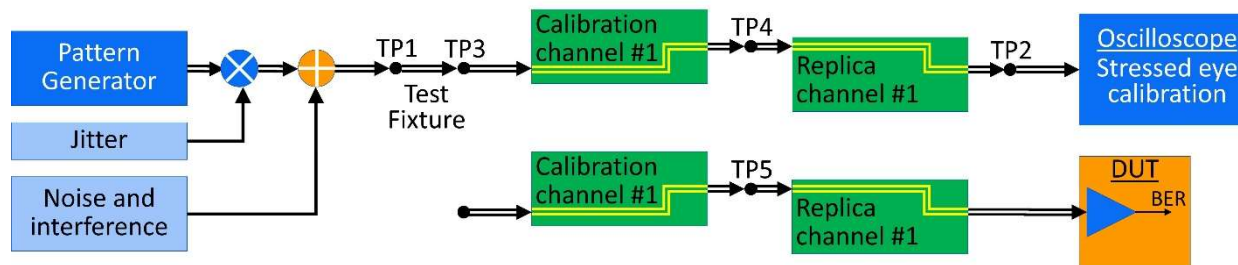 Pattern
Generator
Jitter
Noise and
interference
TP1
TP3
Test
Fixture
Calibration
channel #1
TP4
Replica
channel #1
TP2
Oscilloscope
Stressed eye
calibration
Calibration
channel #1
TP5
Replica
channel #1
DUT
BER